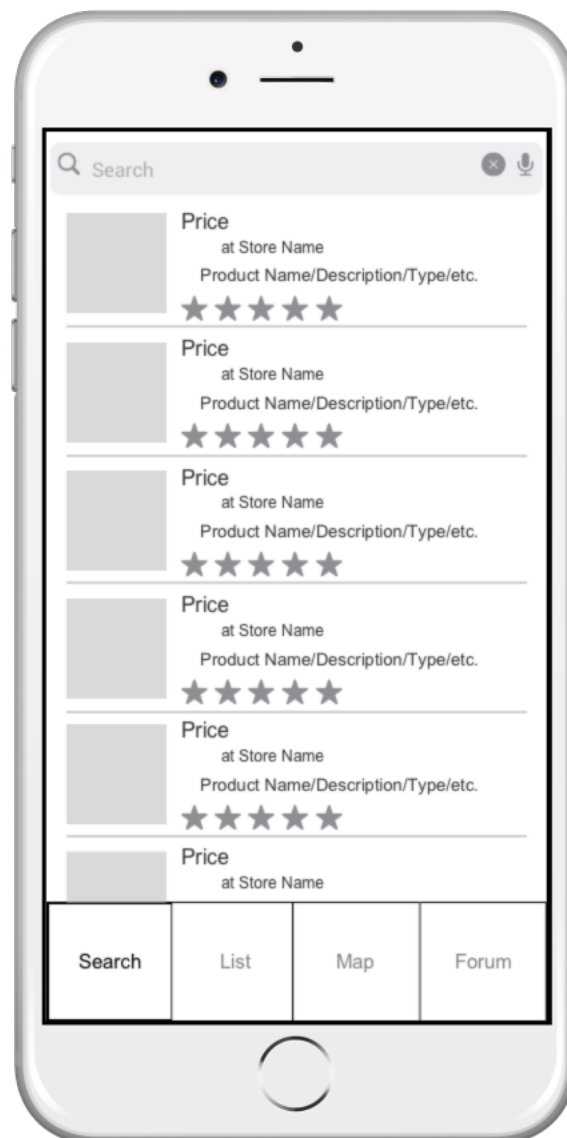 Search
Price
at Store Name
Product Name/Description/Type/etc.
Price
at Store Name
Product Name/Description/Type/etc.
Price
at Store Name
Product Name/Description/Type/etc.
Price
at Store Name
Product Name/Description/Type/etc.
Price
at Store Name
Product Name/Description/Type/etc.
Price
at Store Name
Search List Map Forum